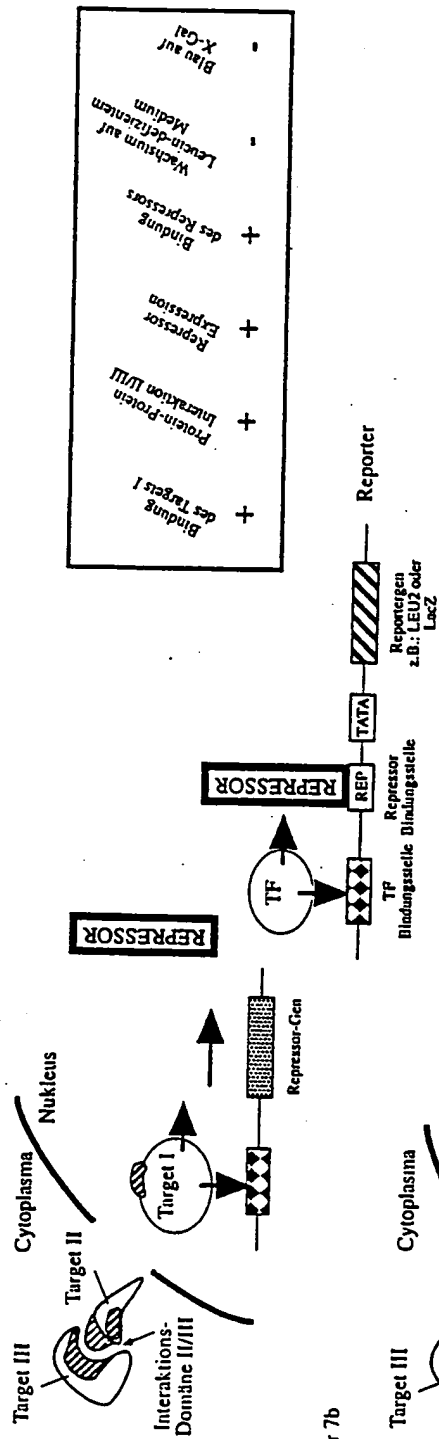 Target III
Target II
Interaktions-
Domäne II/III
Cytoplasma
Nukleus
Target I
Repressor-Gen
REPRESSOR
REPRESSOR
TF
REP
TATA
TF
Bindungsstelle
Repressor
Bindungsstelle
Reportergen
z.B.: LEU2 oder
LacZ
Reporter
Bindung
des Targets I
Protein-Protein
Interaktion II/III
Repressor
Expression
Bindung
des Repressors
Wachstum auf
Leucin-defizientem
Medium
Blau auf
X-Gal
+ + + + - -
r 7b
Target III
Cytoplasma